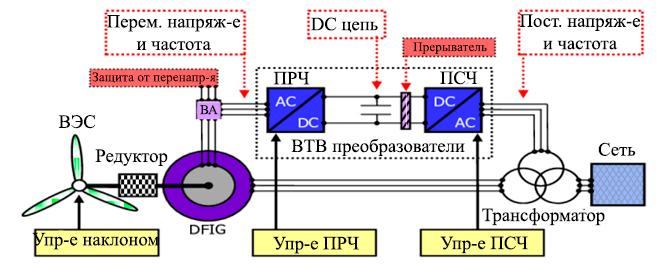 Перем. напряж-е
и частота
DC цепь
Пост. напряж-е
и частота
Прерыватель
Защита от перенапр-я
ПРЧ
ПСЧ
ВА
AC
DC
DC
AC
ВЭС
Редуктор
ВТВ преобразователи
Сеть
Трансформатор
DFIG
Упр-е наклоном
Упр-е ПРЧ
Упр-е ПСЧ